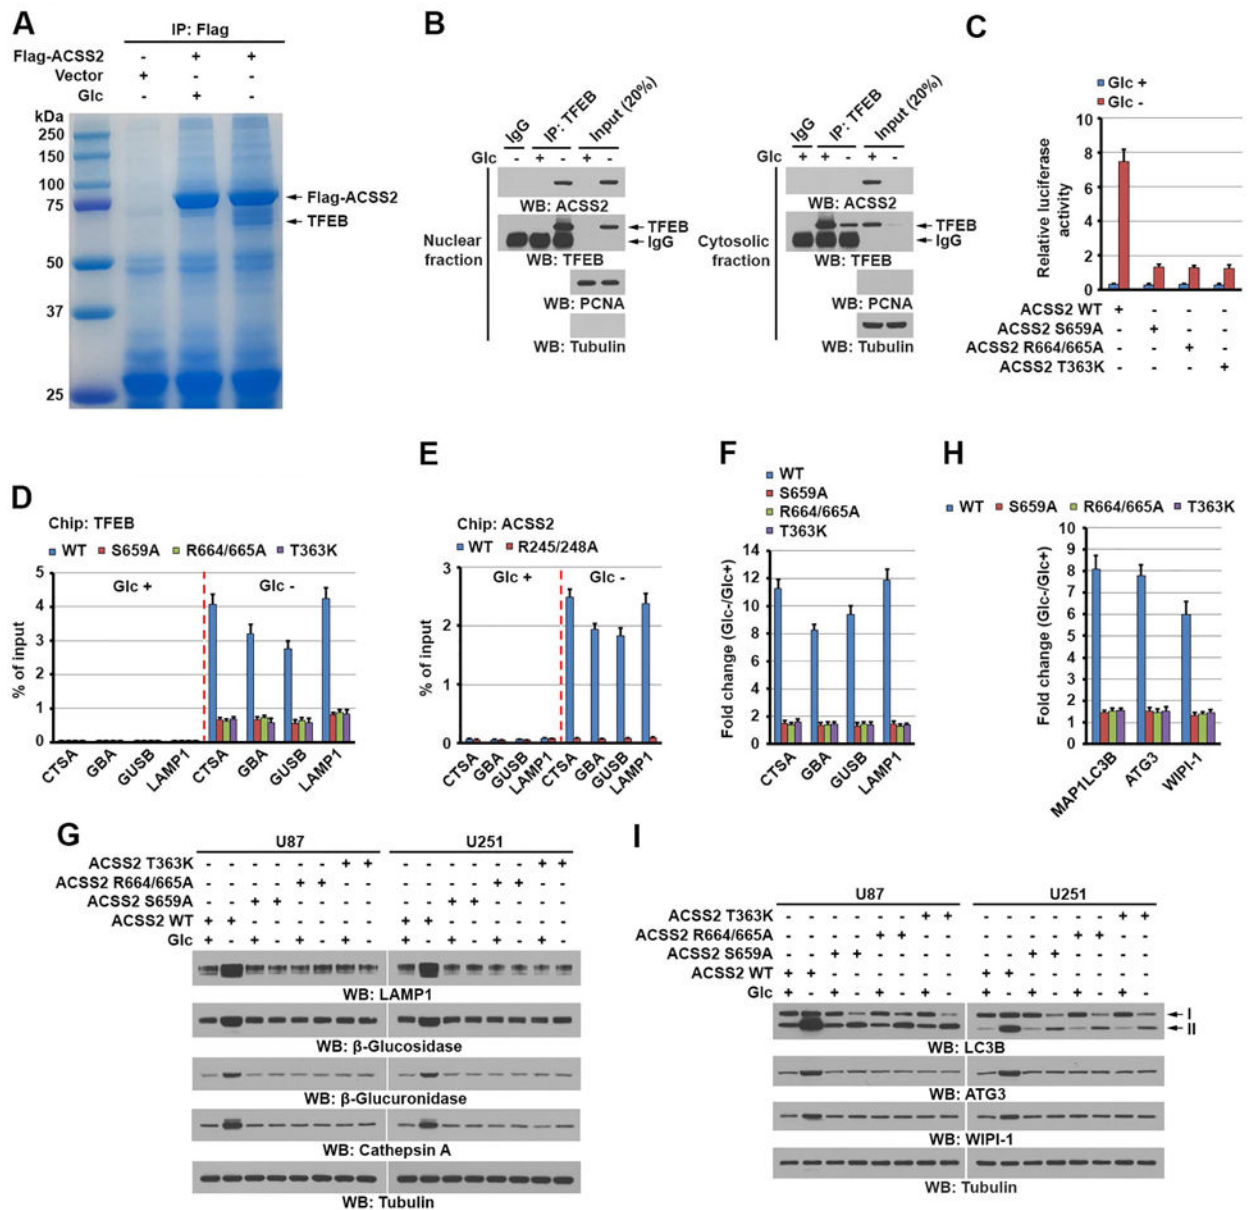 A
IP: Flag
Flag-ACSS2 - + +
Vector + - -
Glc - + -
kDa
250
150
100
75
50
37
25
Flag-ACSS2
TFEB
B
IgG
IP: TFEB
Input (20%)
Glc - + - + -
WB: ACSS2
TFEB
IgG
WB: TFEB
WB: PCNA
WB: Tubulin
Nuclear
fraction
IgG
IP: TFEB
Input (20%)
Glc + + - + -
WB: ACSS2
TFEB
IgG
WB: TFEB
WB: PCNA
WB: Tubulin
Cytosolic
fraction
C
Glc +
Glc -
Relative luciferase
activity
10
8
6
4
2
0
ACSS2 WT + - - -
ACSS2 S659A - + - -
ACSS2 R664/665A - - + -
ACSS2 T363K - - - +
D
Chip: TFEB
WT S659A R664/665A T363K
% of input
5
4
3
2
1
0
Glc + Glc -
CTSA GBA GUSB LAMP1 CTSA GBA GUSB LAMP1
E
Chip: ACSS2
WT R245/248A
% of input
3
2
1
0
Glc + Glc -
CTSA GBA GUSB LAMP1 CTSA GBA GUSB LAMP1
F
WT
S659A
R664/665A
T363K
Fold change (Glc-/Glc+)
14
12
10
8
6
4
2
0
CTSA GBA GUSB LAMP1
H
WT S659A R664/665A T363K
Fold change (Glc-/Glc+)
10
9
8
7
6
5
4
3
2
1
0
MAP1LC3B ATG3 WIPI-1
G
U87 U251
ACSS2 T363K - - - - - - + + - - - - - - + +
ACSS2 R664/665A - - - - + + - - - - - - + + - -
ACSS2 S659A - - + + - - - - - - + + - - - -
ACSS2 WT + + - - - - - - + + - - - - - -
Glc + - + - + - + - + - + - + - + -
WB: LAMP1
WB: β-Glucosidase
WB: β-Glucuronidase
WB: Cathepsin A
WB: Tubulin
I
U87 U251
ACSS2 T363K - - - - - - + + - - - - - - + +
ACSS2 R664/665A - - - - + + - - - - - - + + - -
ACSS2 S659A - - + + - - - - - - + + - - - -
ACSS2 WT + + - - - - - - + + - - - - - -
Glc + - + - + - + - + - + - + - + -
I
II
WB: LC3B
WB: ATG3
WB: WIPI-1
WB: Tubulin